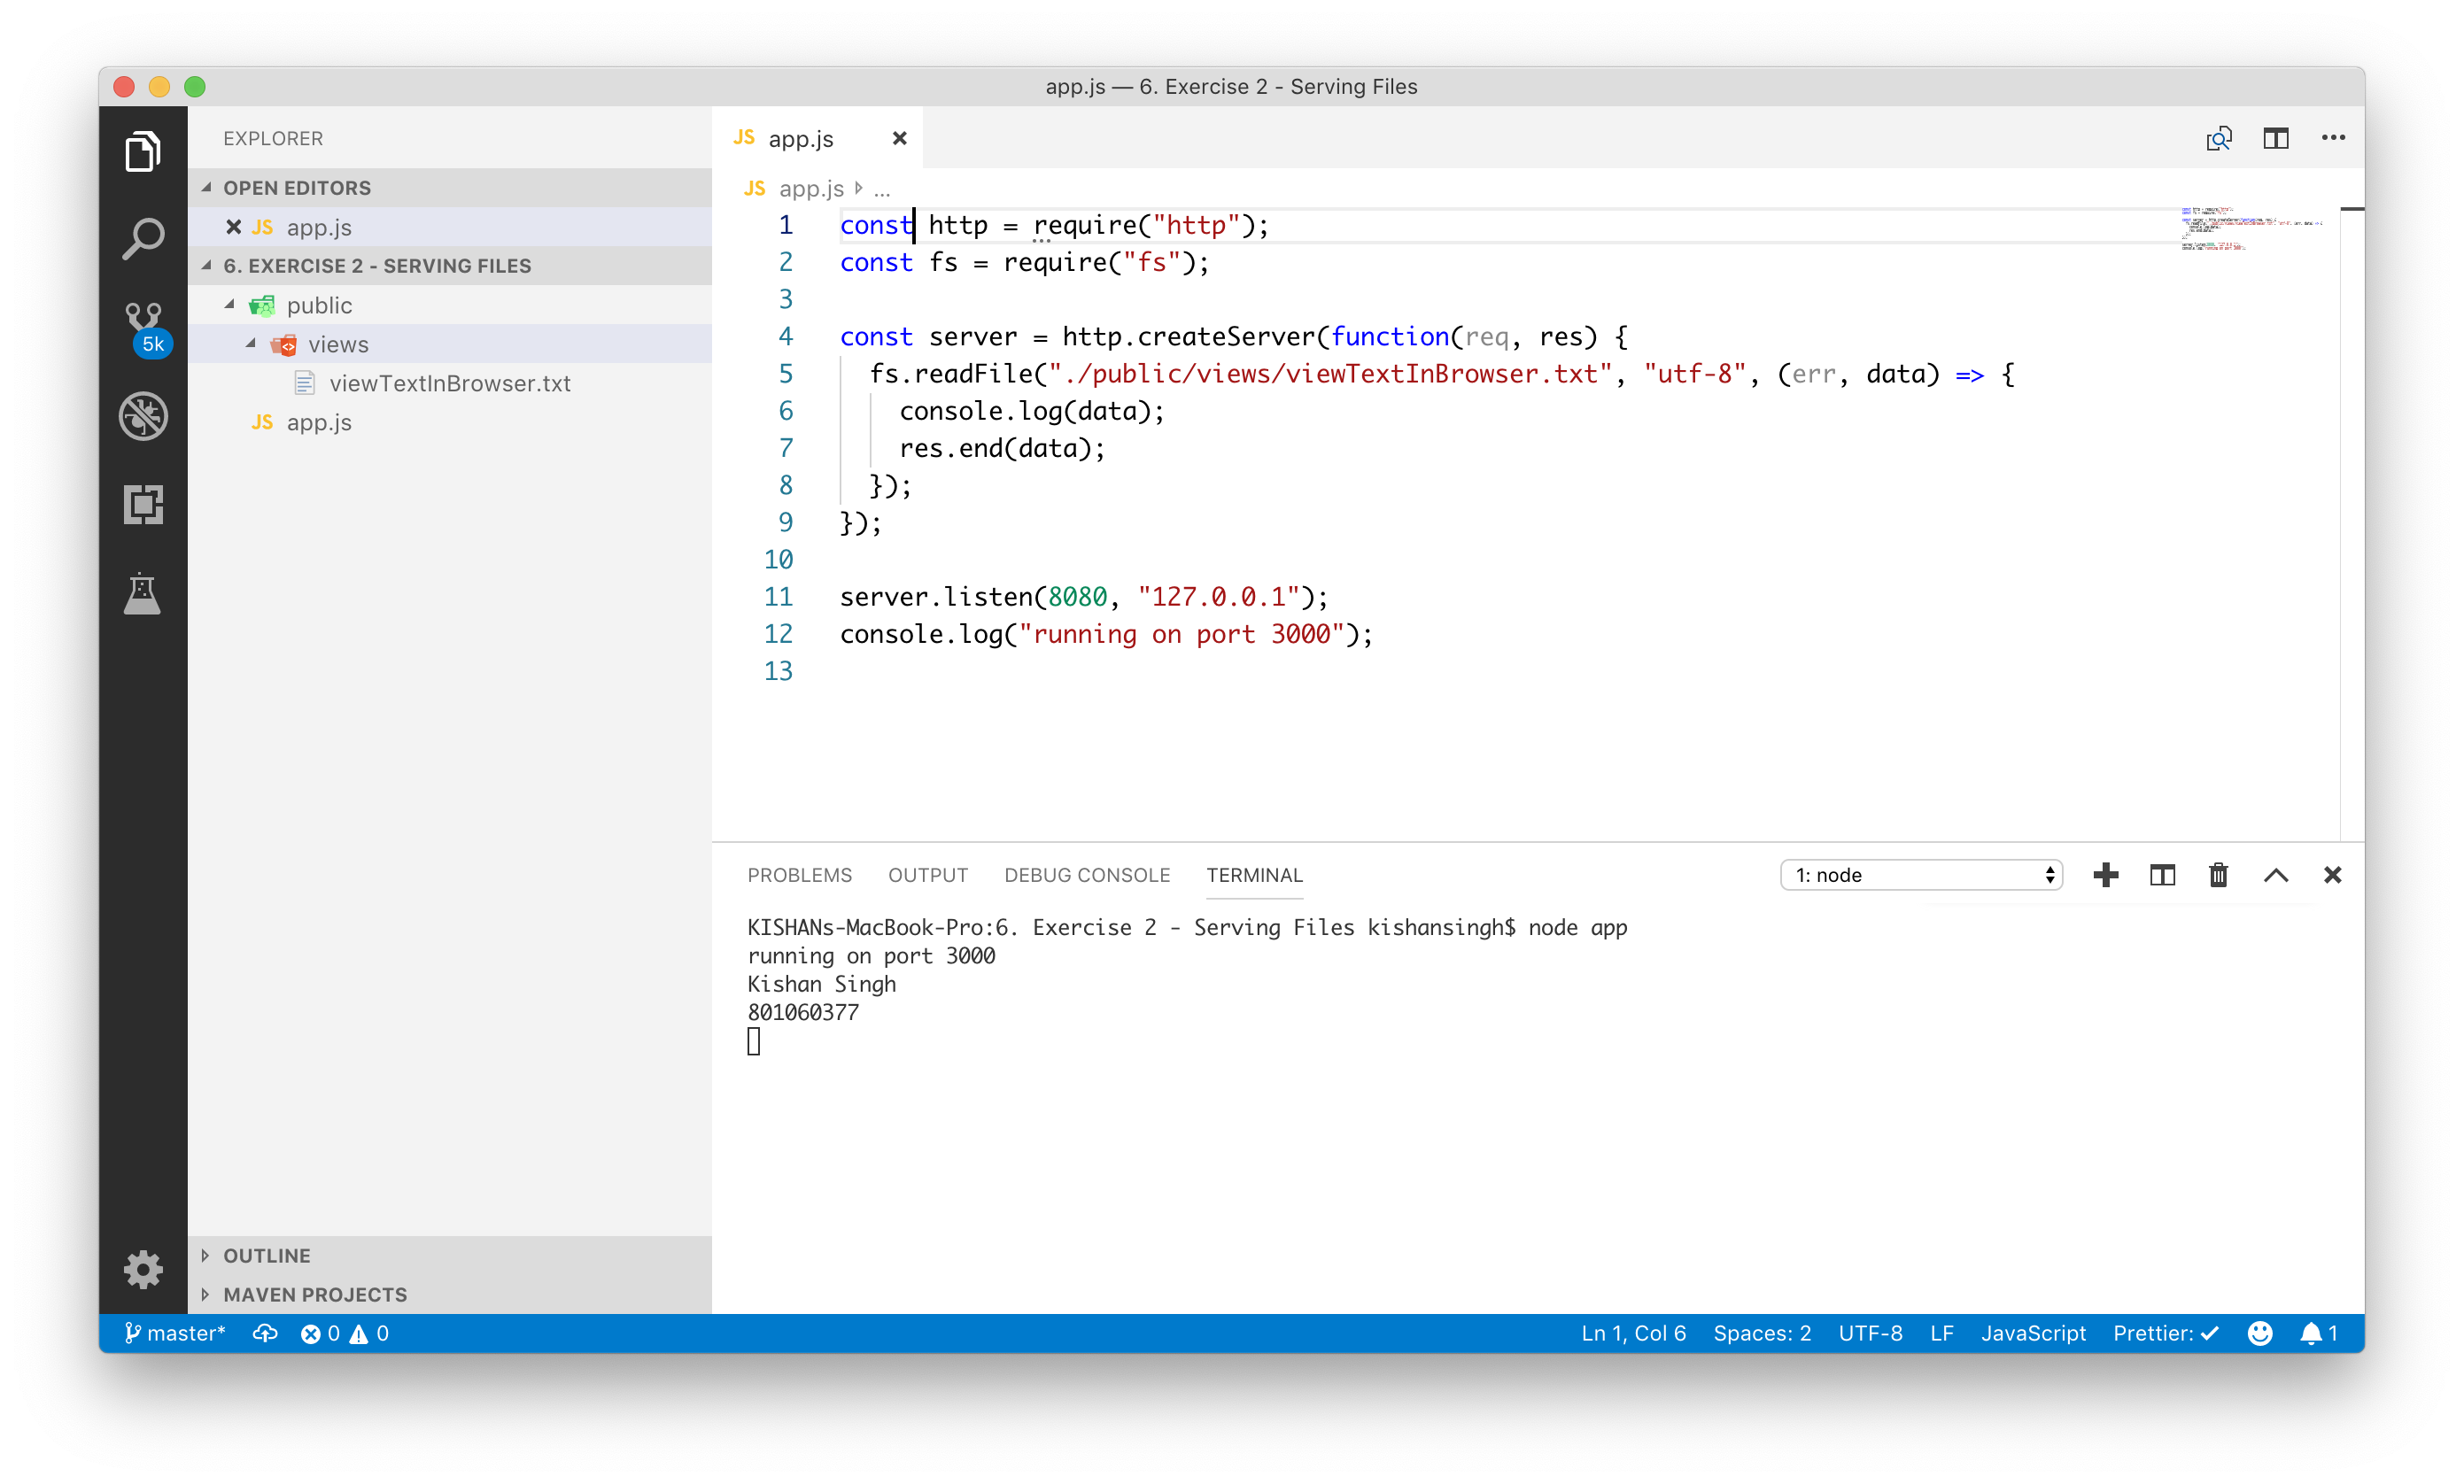 app.js — 6. Exercise 2 - Serving Files
EXPLORER
OPEN EDITORS
JS app.js
6. EXERCISE 2 - SERVING FILES
public
views
viewTextInBrowser.txt
JS app.js
5k
OUTLINE
MAVEN PROJECTS
JS app.js
JS app.js ...
1 const http = require("http");
2 const fs = require("fs");
3
4 const server = http.createServer(function(req, res) {
5 fs.readFile("./public/views/viewTextInBrowser.txt", "utf-8", (err, data) => {
6 console.log(data);
7 res.end(data);
8 });
9 });
10
11 server.listen(8080, "127.0.0.1");
12 console.log("running on port 3000");
13
PROBLEMS OUTPUT DEBUG CONSOLE TERMINAL 1: node
KISHANs-MacBook-Pro:6. Exercise 2 - Serving Files kishansingh$ node app
running on port 3000
Kishan Singh
801060377
master* 0 0 Ln 1, Col 6 Spaces: 2 UTF-8 LF JavaScript Prettier: ✓ 1